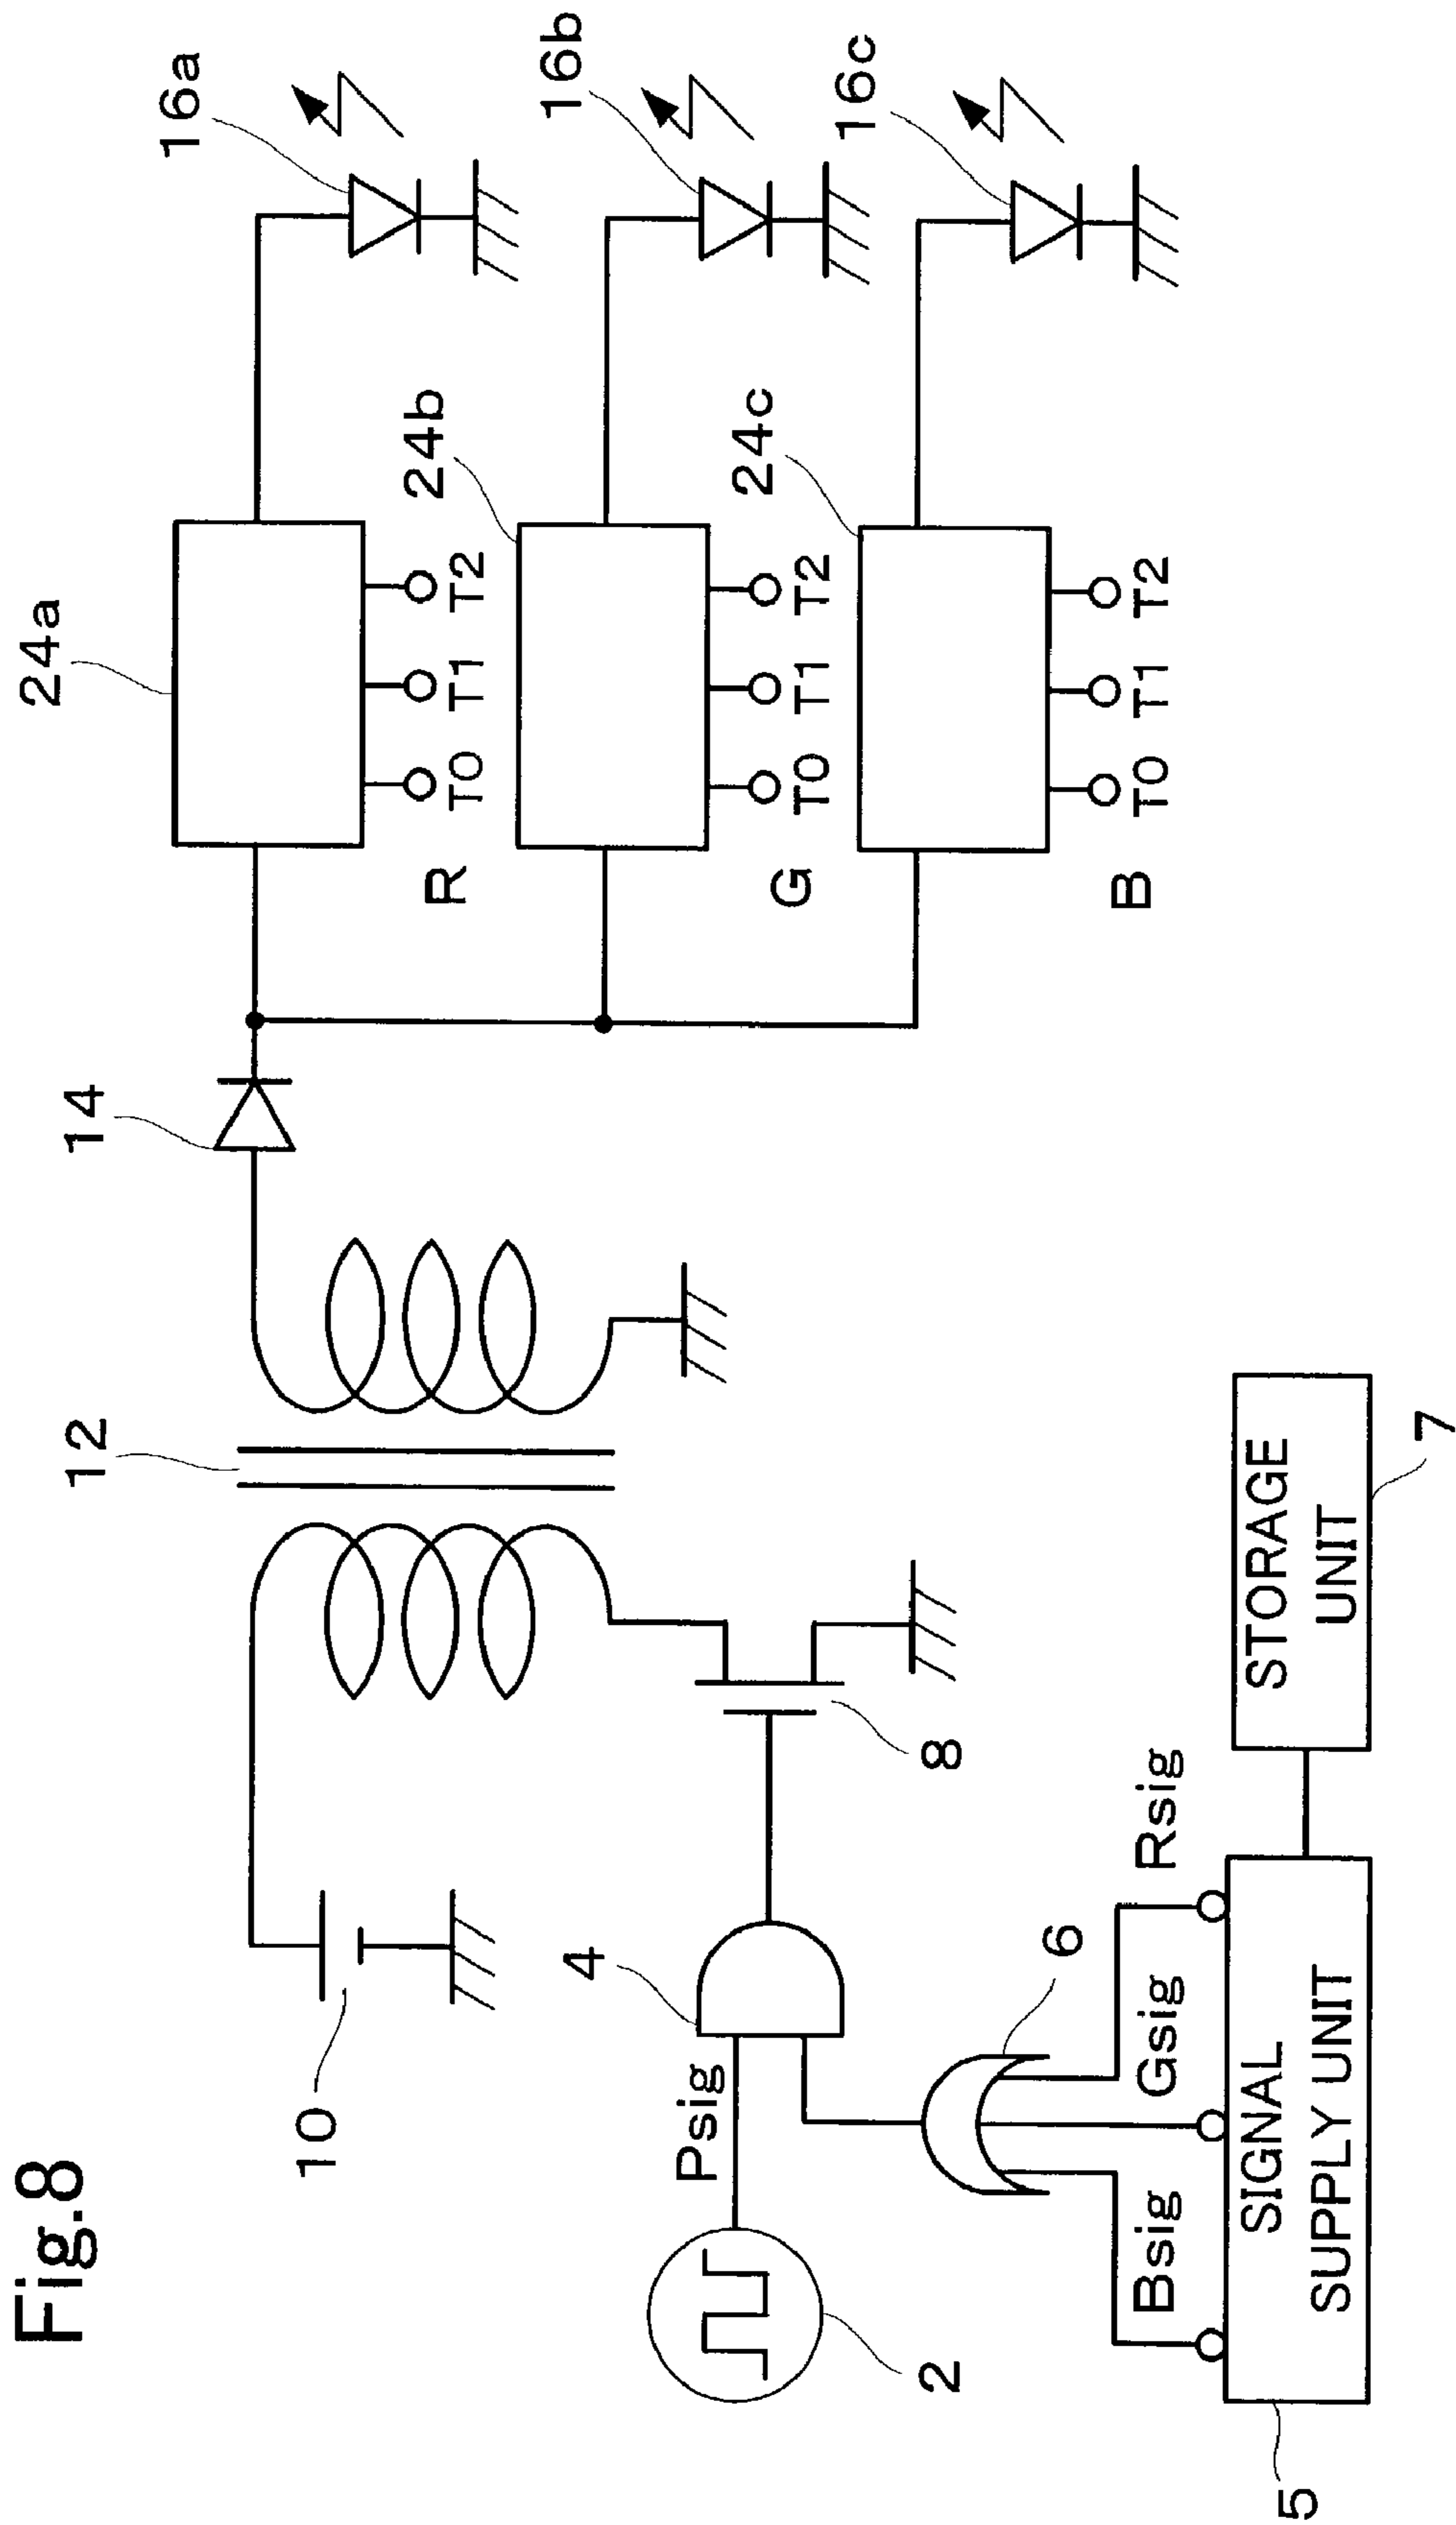 Fig.8
24a
16a
14
12
10
R
T0
T1
T2
24b
16b
G
T0
T1
T2
24c
16c
B
T0
T1
T2
4
8
Psig
2
6
Bsig
Gsig
Rsig
SIGNAL
SUPPLY UNIT
5
STORAGE
UNIT
7